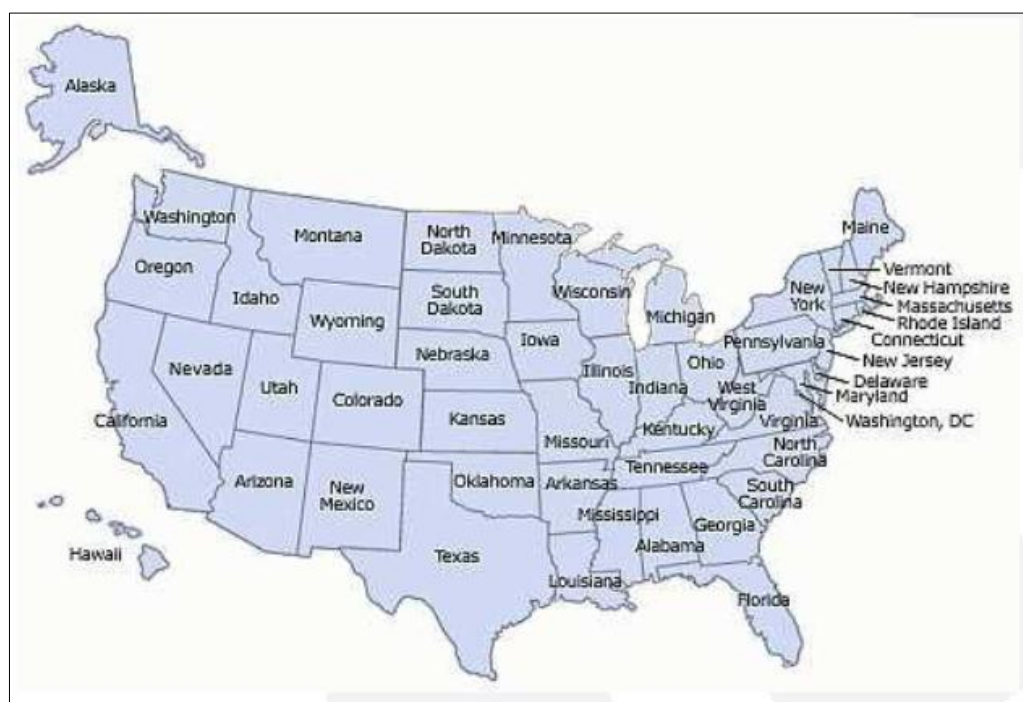 Alaska
Maine
Vermont
New Hampshire
Massachusetts
Rhode Island
Connecticut
New Jersey
Delaware
Maryland
Washington, DC
Washington
Montana
North
Dakota
Minnesota
Oregon
Idaho
South
Dakota
Wisconsin
Michigan
New
York
Wyoming
Nebraska
Iowa
Pennsylvania
Nevada
Utah
Colorado
Illinois
Indiana
Ohio
West
Virginia
California
Kansas
Missouri
Kentucky
Virginia
North
Carolina
Arizona
New
Mexico
Oklahoma
Arkansas
Tennessee
South
Carolina
Mississippi
Georgia
Alabama
Hawaii
Texas
Louisiana
Florida